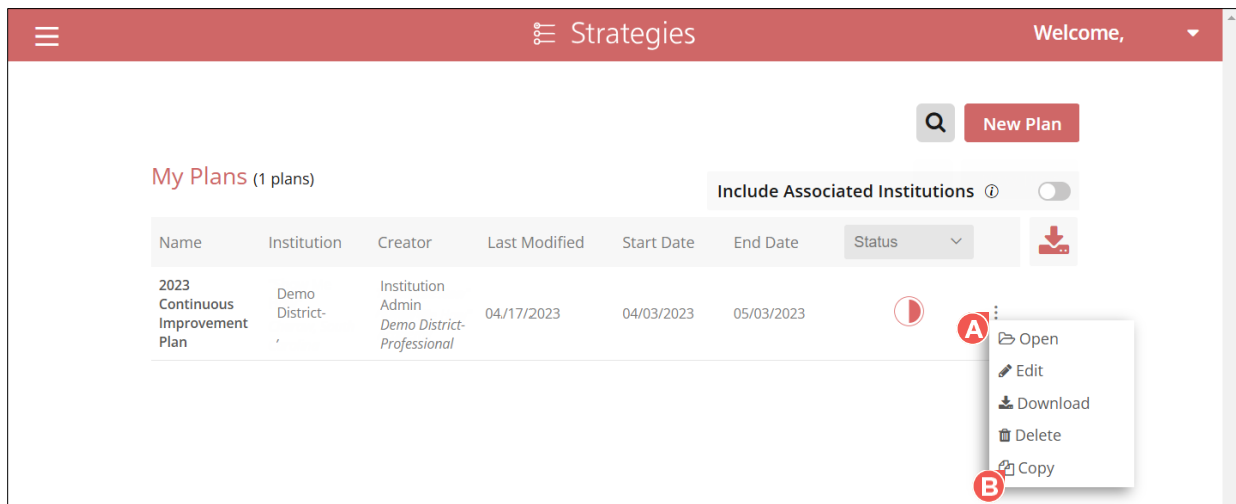 Strategies
Welcome,
New Plan
My Plans (1 plans)
Include Associated Institutions
Name Institution Creator Last Modified Start Date End Date Status
2023
Continuous
Improvement
Plan
Demo
District-
,
Institution
Admin
Demo District-
Professional
04/17/2023 04/03/2023 05/03/2023
A
Open
Edit
Download
Delete
Copy
B